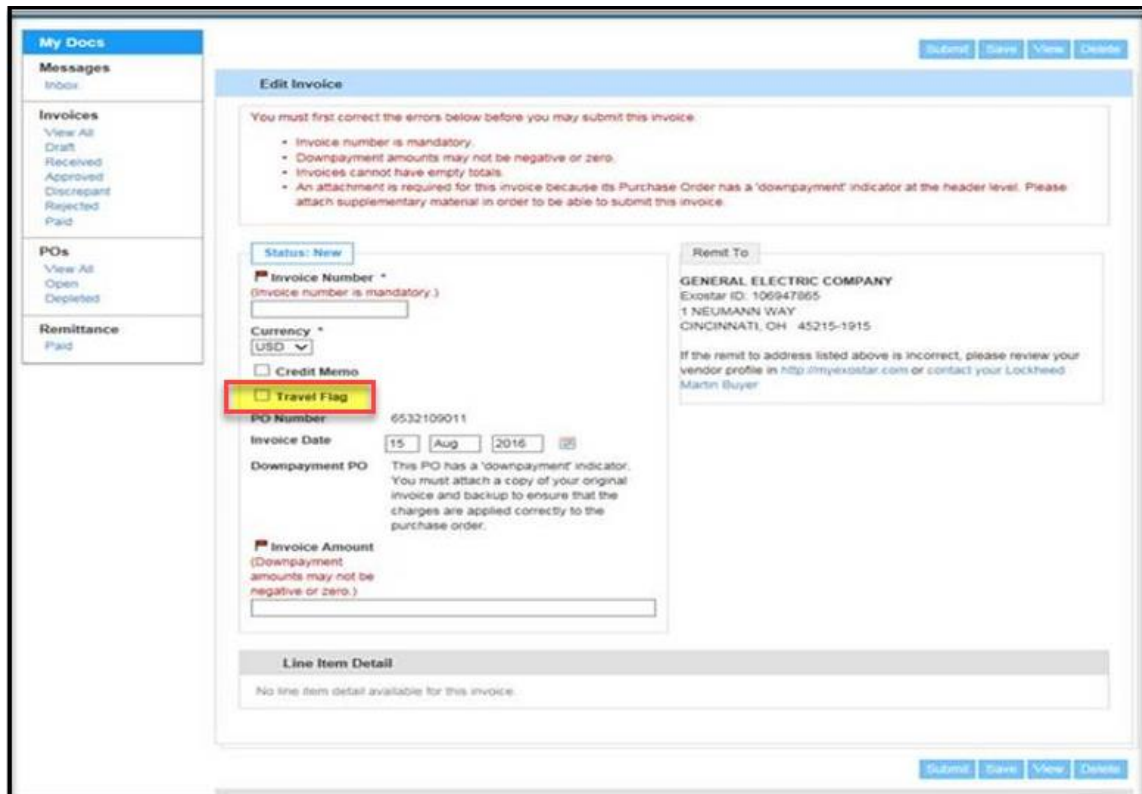 My Docs
Messages
Inbox
Invoices
View All
Draft
Received
Approved
Discrepant
Rejected
Paid
POs
View All
Open
Depleted
Remittance
Paid
Submit Save View Delete
Edit Invoice
You must first correct the errors below before you may submit this invoice.
• Invoice number is mandatory.
• Downpayment amounts may not be negative or zero.
• Invoices cannot have empty totals.
• An attachment is required for this invoice because its Purchase Order has a 'downpayment' indicator at the header level. Please
attach supplementary material in order to be able to submit this invoice.
Status: New
Invoice Number *
(Invoice number is mandatory.)
Currency *
USD
Credit Memo
Travel Flag
PO Number 6532109011
Invoice Date 15 Aug 2016
Downpayment PO This PO has a 'downpayment' indicator.
You must attach a copy of your original
invoice and backup to ensure that the
charges are applied correctly to the
purchase order.
Invoice Amount
(Downpayment
amounts may not be
negative or zero.)
Remit To
GENERAL ELECTRIC COMPANY
Exostar ID: 106947865
1 NEUMANN WAY
CINCINNATI, OH 45215-1915
If the remit to address listed above is incorrect, please review your
vendor profile in http://myexostar.com or contact your Lockheed
Martin Buyer
Line Item Detail
No line item detail available for this invoice.
Submit Save View Delete